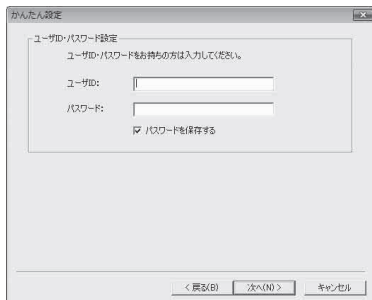 かんたん設定
ユーザID・パスワード設定
ユーザID・パスワードをお持ちの方は入力してください。
ユーザID:
パスワード:
パスワードを保存する
< 戻る(B)
次へ(N) >
キャンセル